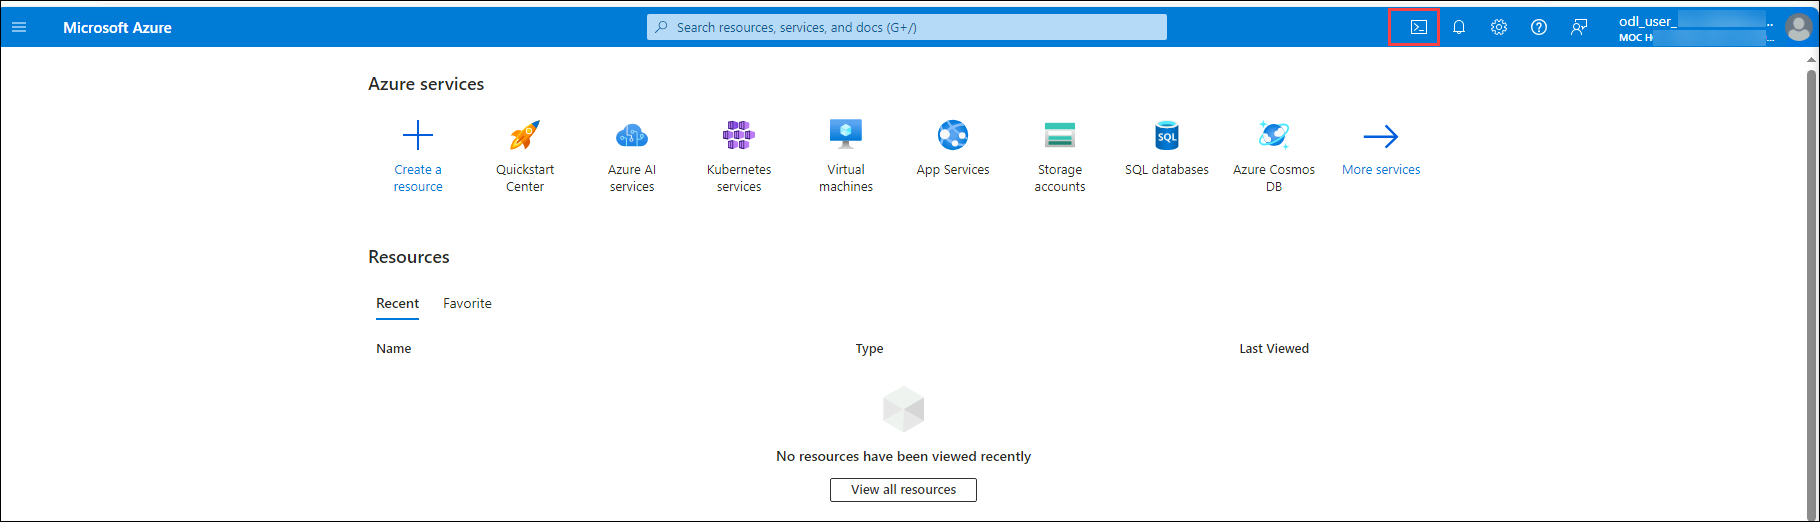 Microsoft Azure
Search resources, services, and docs (G+/)
odl_user_
MOC H
Azure services
Create a
resource
Quickstart
Center
Azure AI
services
Kubernetes
services
Virtual
machines
App Services
Storage
accounts
SQL
SQL databases
Azure Cosmos
DB
More services
Resources
Recent
Favorite
Name
Type
Last Viewed
No resources have been viewed recently
View all resources